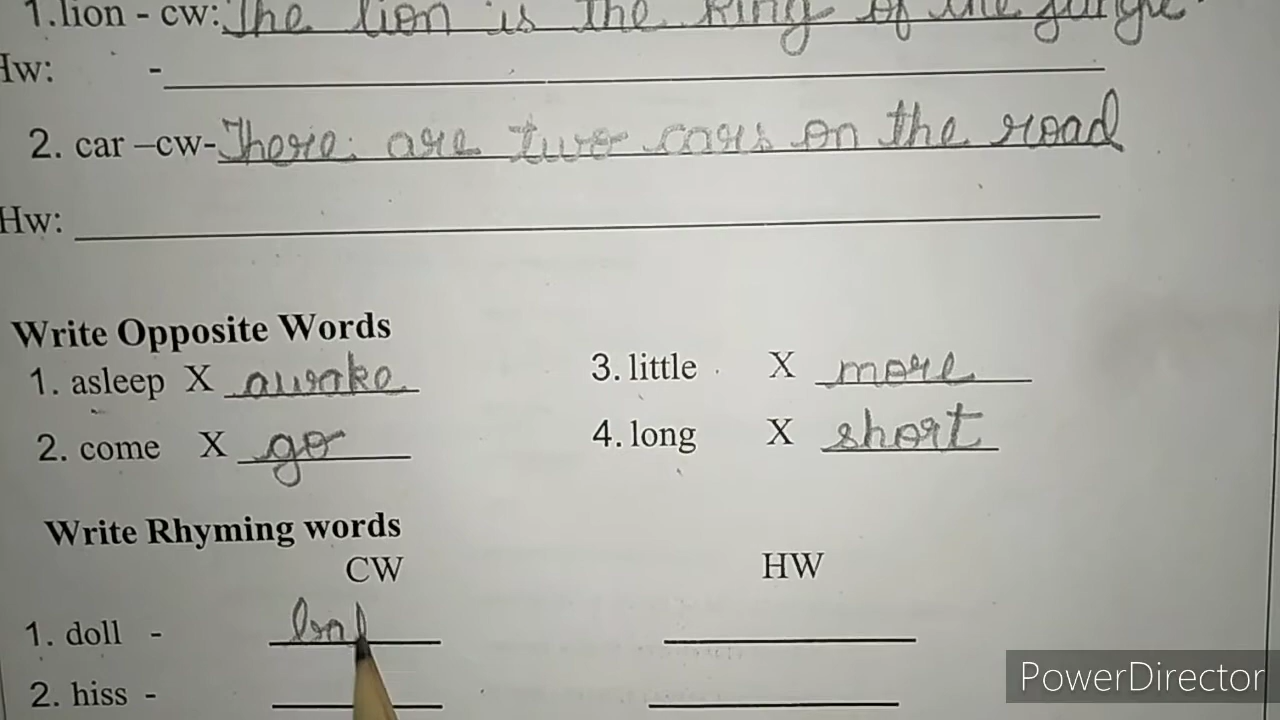 1.lion - cw: The lion is the king of the jungle
Hw: -
2. car –cw- There are two cars on the road
Hw:
Write Opposite Words
1. asleep X awake 3. little X more
2. come X go 4. long X short
Write Rhyming words
CW HW
1. doll -
2. hiss -
PowerDirector